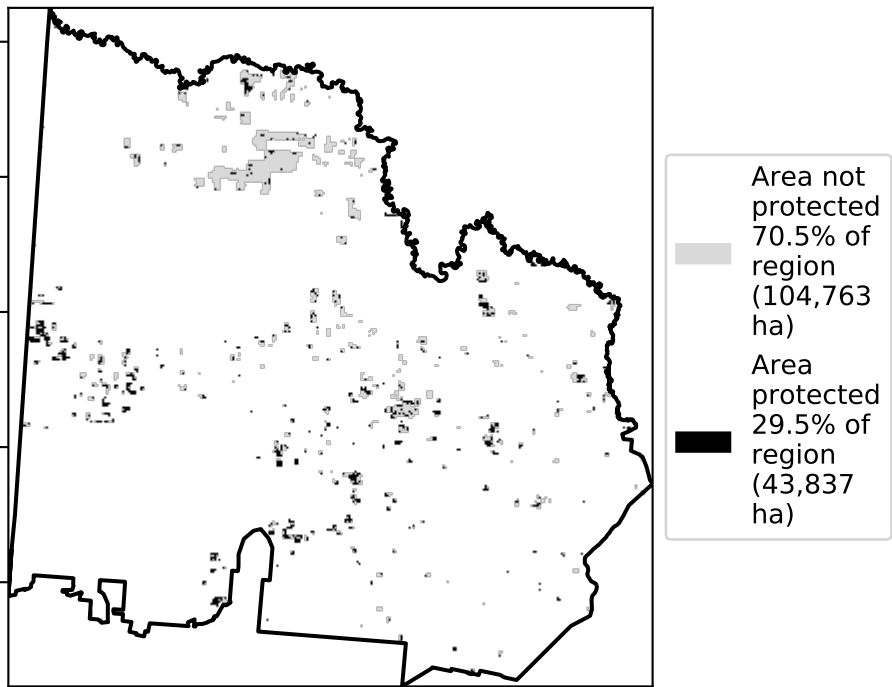 Area not
protected
70.5% of
region
(104,763
ha)
Area
protected
29.5% of
region
(43,837
ha)